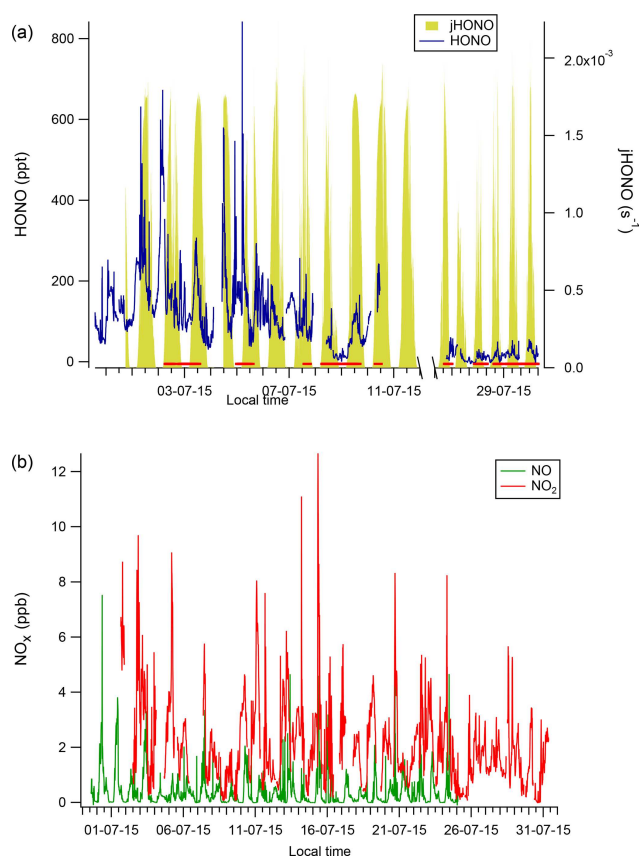 (a)
jHONO
HONO
800
600
400
200
0
HONO (ppt)
2.0x10⁻³
1.5
1.0
0.5
0.0
jHONO (s⁻¹)
03-07-15
07-07-15
11-07-15
29-07-15
Local time
(b)
NO
NO₂
12
10
8
6
4
2
0
NOₓ (ppb)
01-07-15
06-07-15
11-07-15
16-07-15
21-07-15
26-07-15
31-07-15
Local time